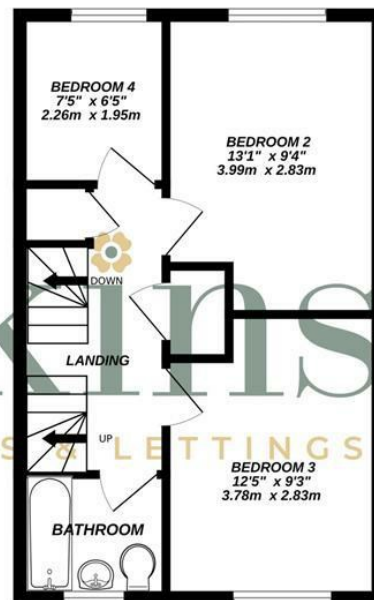 BEDROOM 4
7'5" x 6'5"
2.26m x 1.95m
BEDROOM 2
13'1" x 9'4"
3.99m x 2.83m
DOWN
LANDING
kins
UP
S & LETTINGS
BEDROOM 3
12'5" x 9'3"
3.78m x 2.83m
BATHROOM